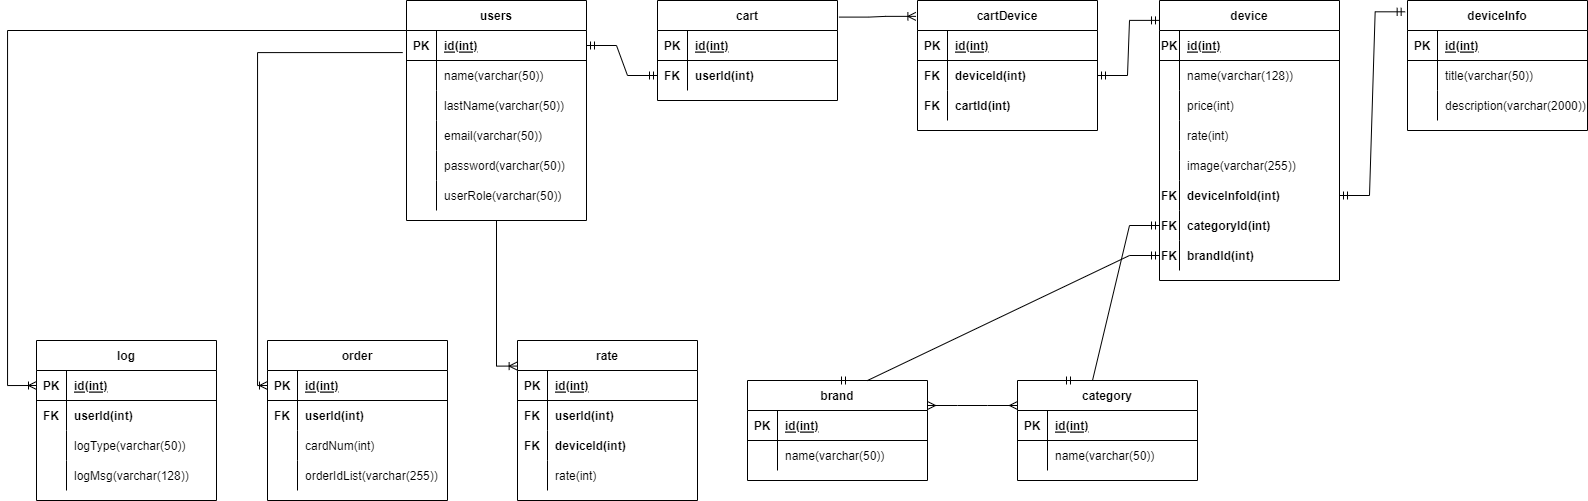 users
PK id(int)
name(varchar(50))
lastName(varchar(50))
email(varchar(50))
password(varchar(50))
userRole(varchar(50))
cart
PK id(int)
FK userId(int)
cartDevice
PK id(int)
FK deviceId(int)
FK cartId(int)
device
PK id(int)
name(varchar(128))
price(int)
rate(int)
image(varchar(255))
FK deviceInfoId(int)
FK categoryId(int)
FK brandId(int)
deviceInfo
PK id(int)
title(varchar(50))
description(varchar(2000))
log
PK id(int)
FK userId(int)
logType(varchar(50))
logMsg(varchar(128))
order
PK id(int)
FK userId(int)
cardNum(int)
orderIdList(varchar(255))
rate
PK id(int)
FK userId(int)
FK deviceId(int)
rate(int)
brand
PK id(int)
name(varchar(50))
category
PK id(int)
name(varchar(50))